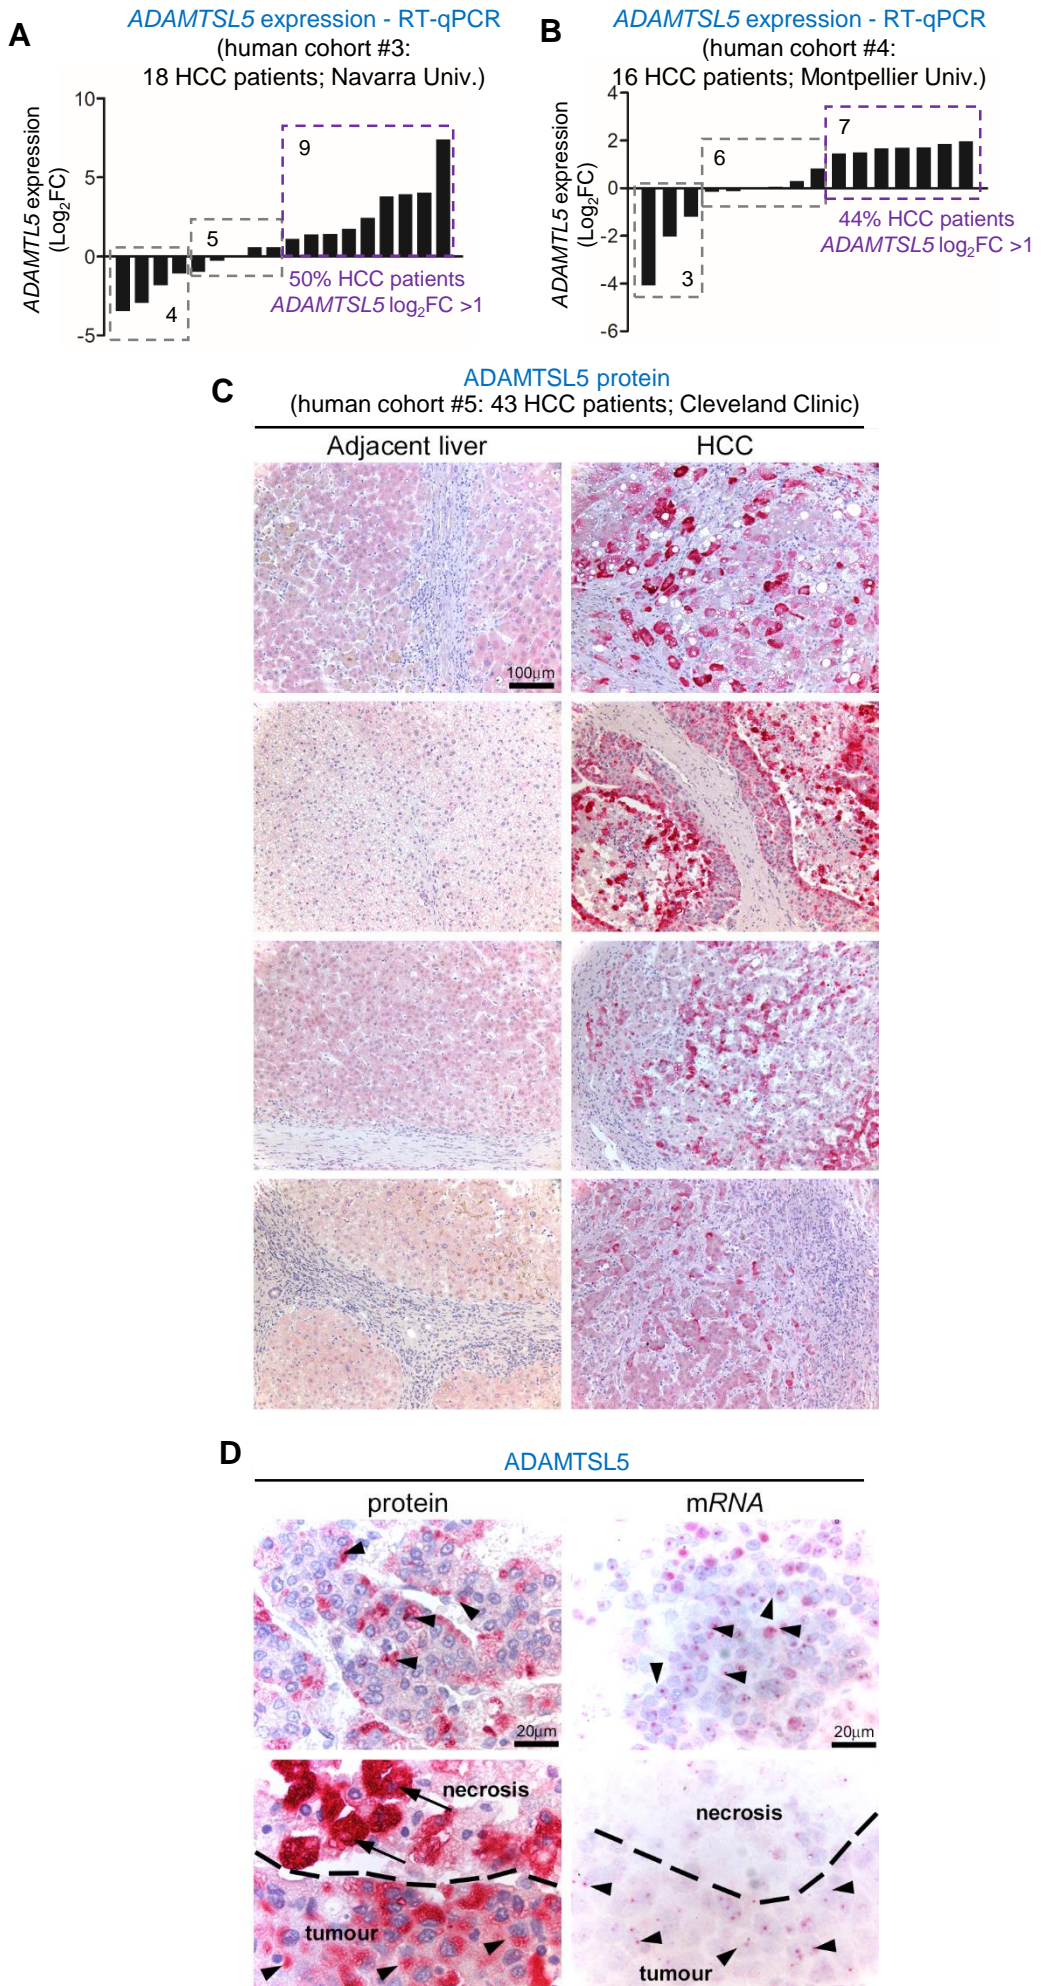 A
ADAMTSL5 expression - RT-qPCR
(human cohort #3:
18 HCC patients; Navarra Univ.)
ADAMTL5 expression
(Log2FC)
10
5
0
-5
4
5
9
50% HCC patients
ADAMTSL5 log2FC >1
B
ADAMTSL5 expression - RT-qPCR
(human cohort #4:
16 HCC patients; Montpellier Univ.)
ADAMTL5 expression
(Log2FC)
4
2
0
-2
-4
-6
3
6
7
44% HCC patients
ADAMTSL5 log2FC >1
C
ADAMTSL5 protein
(human cohort #5: 43 HCC patients; Cleveland Clinic)
Adjacent liver
HCC
100μm
D
ADAMTSL5
protein
mRNA
20μm
20μm
necrosis
tumour
necrosis
tumour